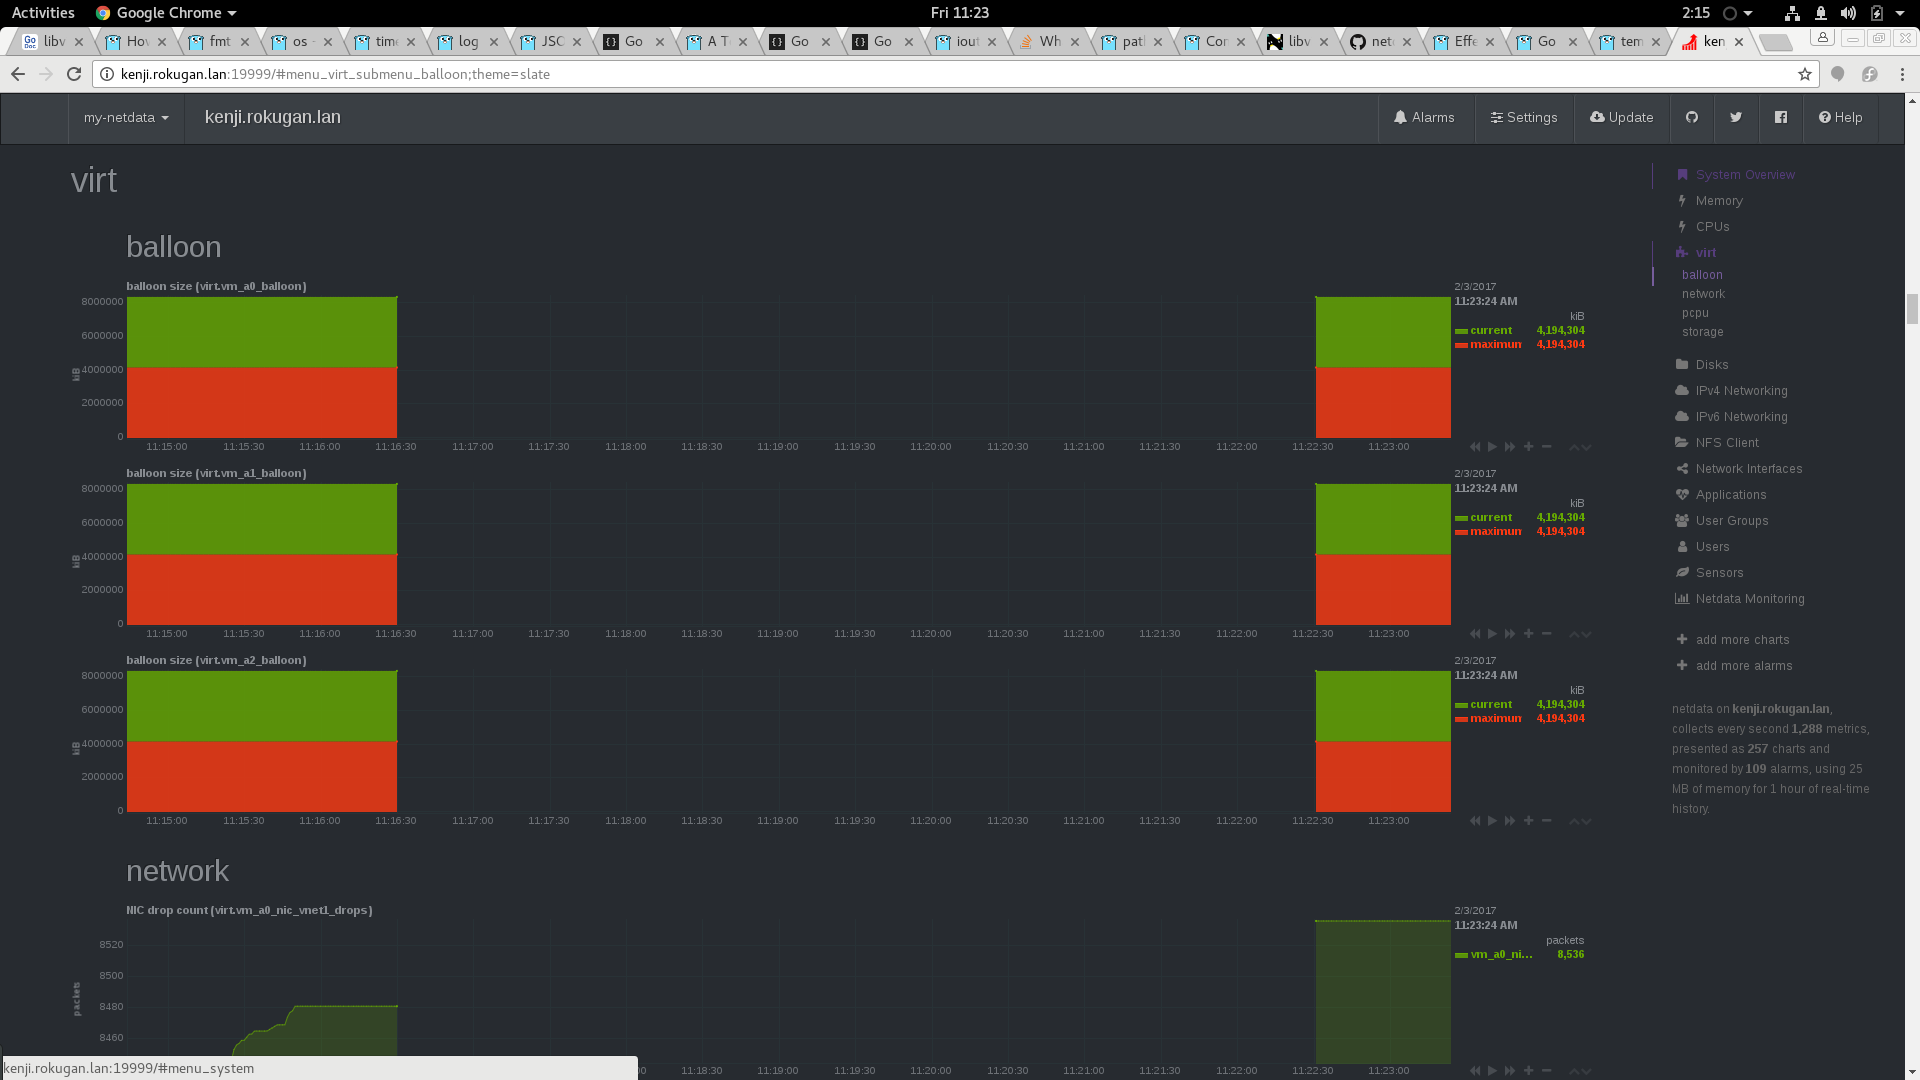 Activities Google Chrome Fri 11:23 2:15
libv Hov fmt os - time log JSC Go A T Go Go iout Wh patl Con libv net Effe Go tem ken
kenji.rokugan.lan:19999/#menu_virt_submenu_balloon;theme=slate
my-netdata kenji.rokugan.lan Alarms Settings Update Help
virt
balloon
balloon size (virt.vm_a0_balloon)
kiB
8000000
6000000
4000000
2000000
0
11:15:00 11:15:30 11:16:00 11:16:30 11:17:00 11:17:30 11:18:00 11:18:30 11:19:00 11:19:30 11:20:00 11:20:30 11:21:00 11:21:30 11:22:00 11:22:30 11:23:00
2/3/2017
11:23:24 AM
kiB
current 4,194,304
maximun 4,194,304
balloon size (virt.vm_a1_balloon)
kiB
8000000
6000000
4000000
2000000
0
11:15:00 11:15:30 11:16:00 11:16:30 11:17:00 11:17:30 11:18:00 11:18:30 11:19:00 11:19:30 11:20:00 11:20:30 11:21:00 11:21:30 11:22:00 11:22:30 11:23:00
2/3/2017
11:23:24 AM
kiB
current 4,194,304
maximun 4,194,304
balloon size (virt.vm_a2_balloon)
kiB
8000000
6000000
4000000
2000000
0
11:15:00 11:15:30 11:16:00 11:16:30 11:17:00 11:17:30 11:18:00 11:18:30 11:19:00 11:19:30 11:20:00 11:20:30 11:21:00 11:21:30 11:22:00 11:22:30 11:23:00
2/3/2017
11:23:24 AM
kiB
current 4,194,304
maximun 4,194,304
network
NIC drop count (virt.vm_a0_nic_vnet1_drops)
packets
8520
8500
8480
8460
11:18:30 11:19:00 11:19:30 11:20:00 11:20:30 11:21:00 11:21:30 11:22:00 11:22:30 11:23:00
2/3/2017
11:23:24 AM
packets
vm_a0_ni... 8,536
System Overview
Memory
CPUs
virt
balloon
network
pcpu
storage
Disks
IPv4 Networking
IPv6 Networking
NFS Client
Network Interfaces
Applications
User Groups
Users
Sensors
Netdata Monitoring
add more charts
add more alarms
netdata on kenji.rokugan.lan,
collects every second 1,288 metrics,
presented as 257 charts and
monitored by 109 alarms, using 25
MB of memory for 1 hour of real-time
history.
kenji.rokugan.lan:19999/#menu_system